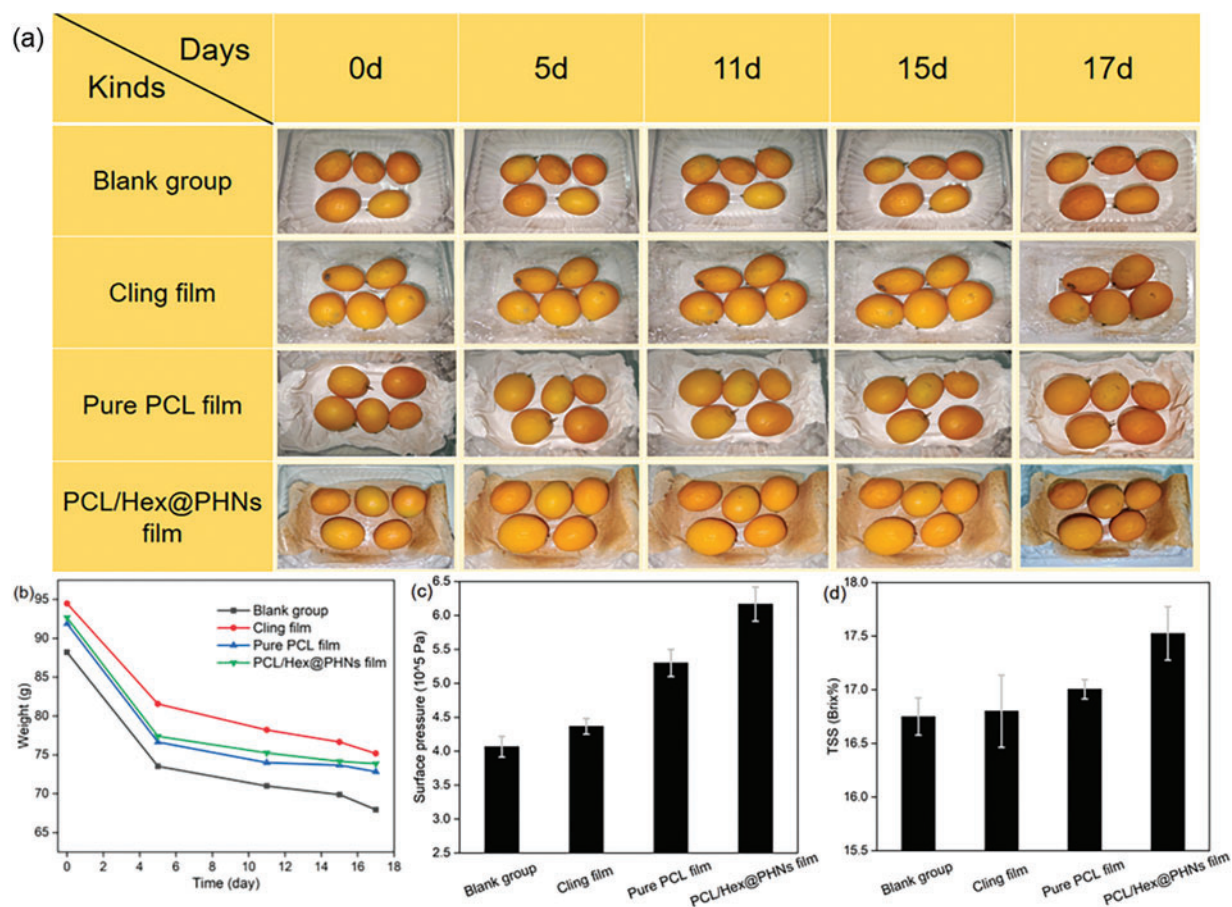 (a)
Days
Kinds
0d
5d
11d
15d
17d
Blank group
Cling film
Pure PCL film
PCL/Hex@PHNs
film
(b)
95
90
85
80
75
70
65
Weight (g)
0 2 4 6 8 10 12 14 16 18
Time (day)
Blank group
Cling film
Pure PCL film
PCL/Hex@PHNs film
(c)
6.5
6.0
5.5
5.0
4.5
4.0
3.5
3.0
2.5
Surface pressure (10^5 Pa)
Blank group
Cling film
Pure PCL film
PCL/Hex@PHNs film
(d)
18.0
17.5
17.0
16.5
16.0
15.5
TSS (Brix%)
Blank group
Cling film
Pure PCL film
PCL/Hex@PHNs film